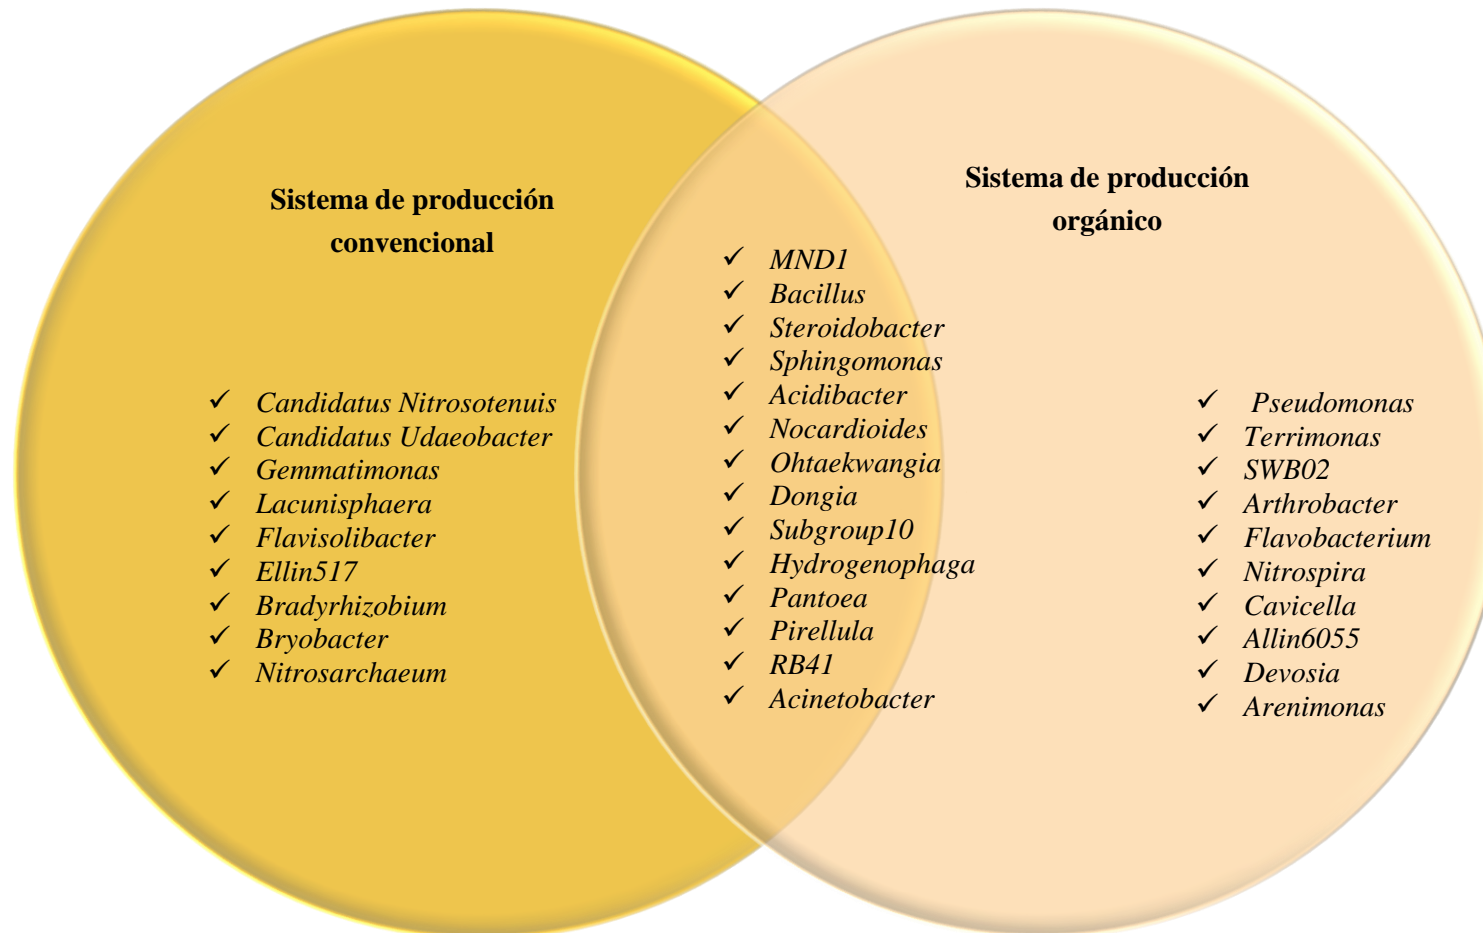 Sistema de producción
convencional
✓ Candidatus Nitrosotenuis
✓ Candidatus Udaeobacter
✓ Gemmatimonas
✓ Lacunisphaera
✓ Flavisolibacter
✓ Ellin517
✓ Bradyrhizobium
✓ Bryobacter
✓ Nitrosarchaeum
✓ MND1
✓ Bacillus
✓ Steroidobacter
✓ Sphingomonas
✓ Acidibacter
✓ Nocardioides
✓ Ohtaekwangia
✓ Dongia
✓ Subgroup10
✓ Hydrogenophaga
✓ Pantoea
✓ Pirellula
✓ RB41
✓ Acinetobacter
Sistema de producción
orgánico
✓ Pseudomonas
✓ Terrimonas
✓ SWB02
✓ Arthrobacter
✓ Flavobacterium
✓ Nitrospira
✓ Cavicella
✓ Allin6055
✓ Devosia
✓ Arenimonas